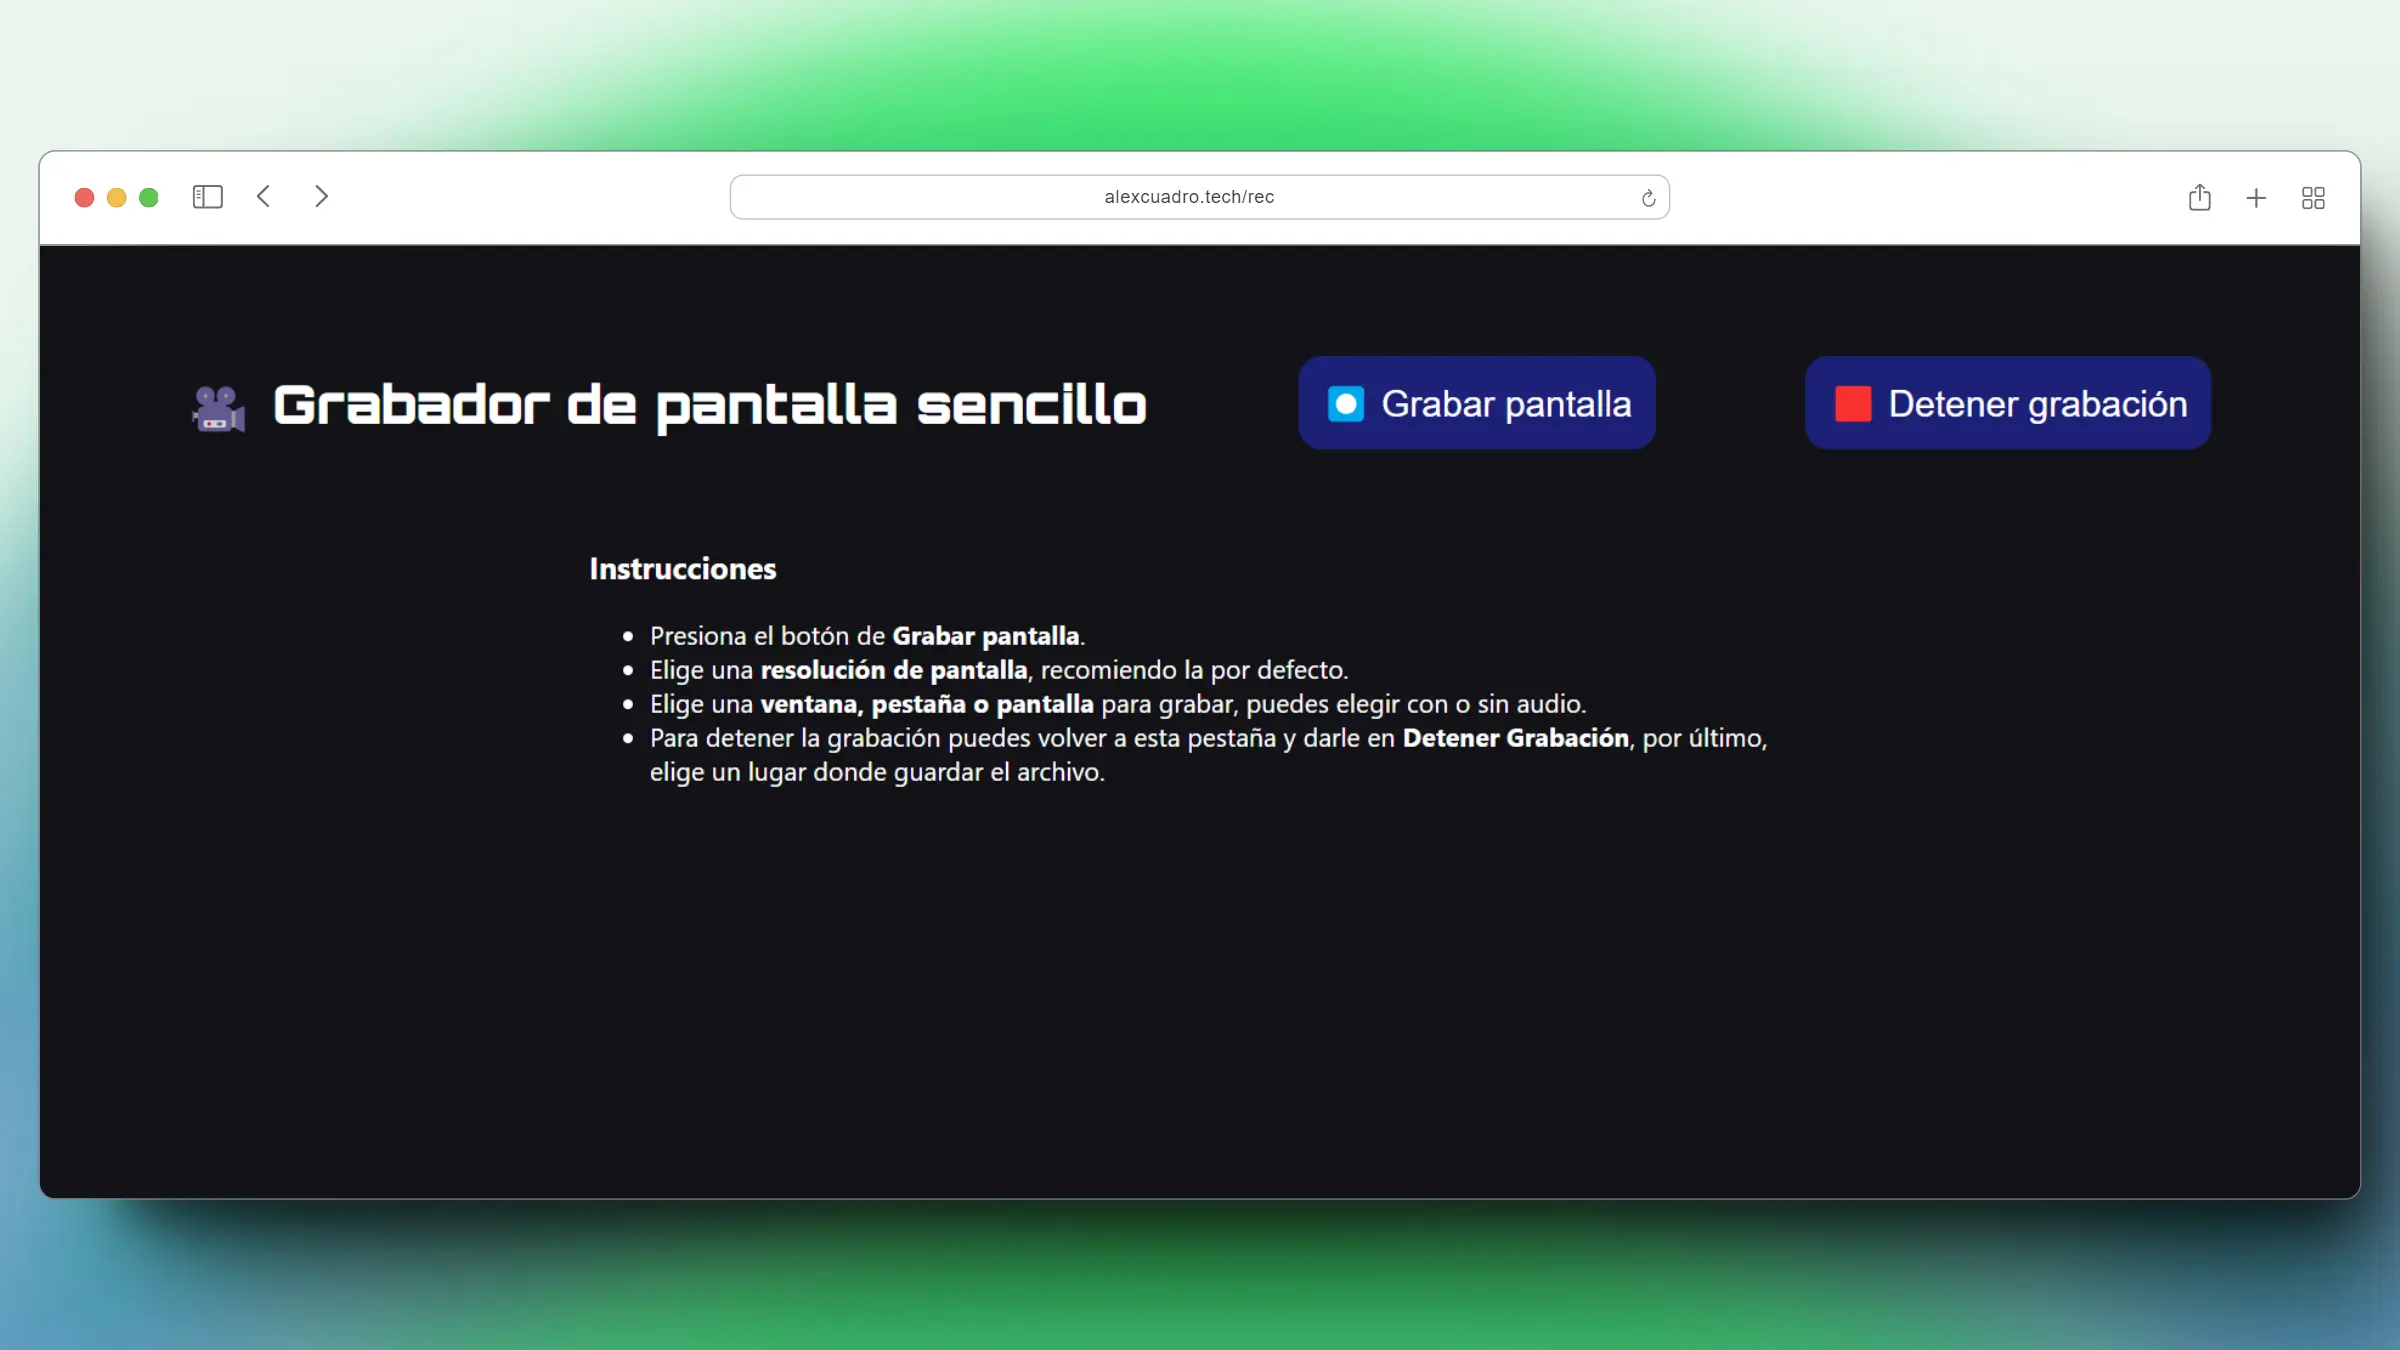 alexcuadro.tech/rec
Grabador de pantalla sencillo
Grabar pantalla
Detener grabación
Instrucciones
Presiona el botón de Grabar pantalla.
Elige una resolución de pantalla, recomiendo la por defecto.
Elige una ventana, pestaña o pantalla para grabar, puedes elegir con o sin audio.
Para detener la grabación puedes volver a esta pestaña y darle en Detener Grabación, por último,
elige un lugar donde guardar el archivo.